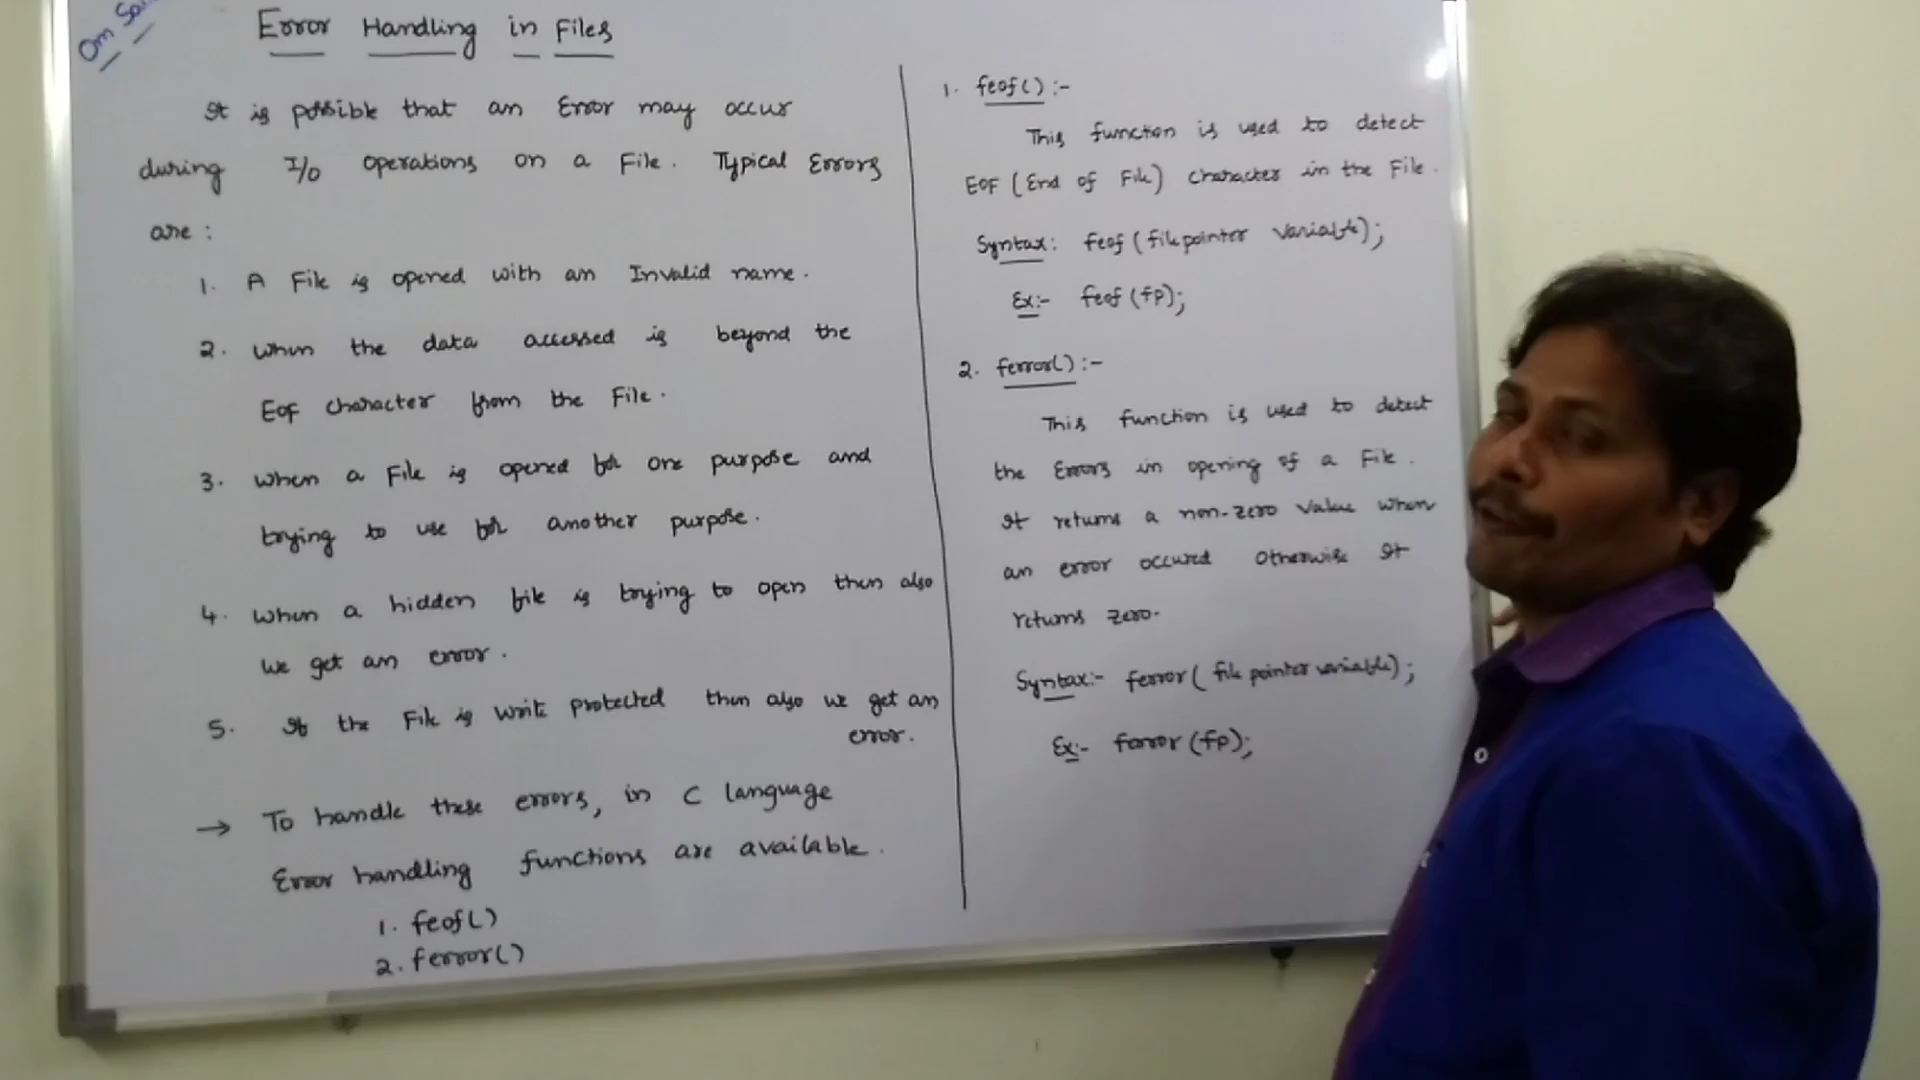 Om Sai
Error Handling in Files
It is possible that an Error may occur
during I/O operations on a File. Typical Errors
are :
1. A File is opened with an Invalid name.
2. When the data accessed is beyond the
EOF character from the File.
3. When a File is opened for one purpose and
trying to use for another purpose.
4. When a hidden file is trying to open then also
we get an error.
5. If the File is write protected then also we get an
error.
→ To handle these errors, in C language
Error handling functions are available.
1. feof()
2. ferror()
1. feof() :-
This function is used to detect
EOF (End of File) character in the File.
Syntax: feof (filepointer variable);
Ex:- feof (fp);
2. ferror() :-
This function is used to detect
the Errors in opening of a File.
It returns a non-zero value when
an error occured otherwise It
returns zero.
Syntax:- ferror( file pointer variable);
Ex:- ferror (fp);